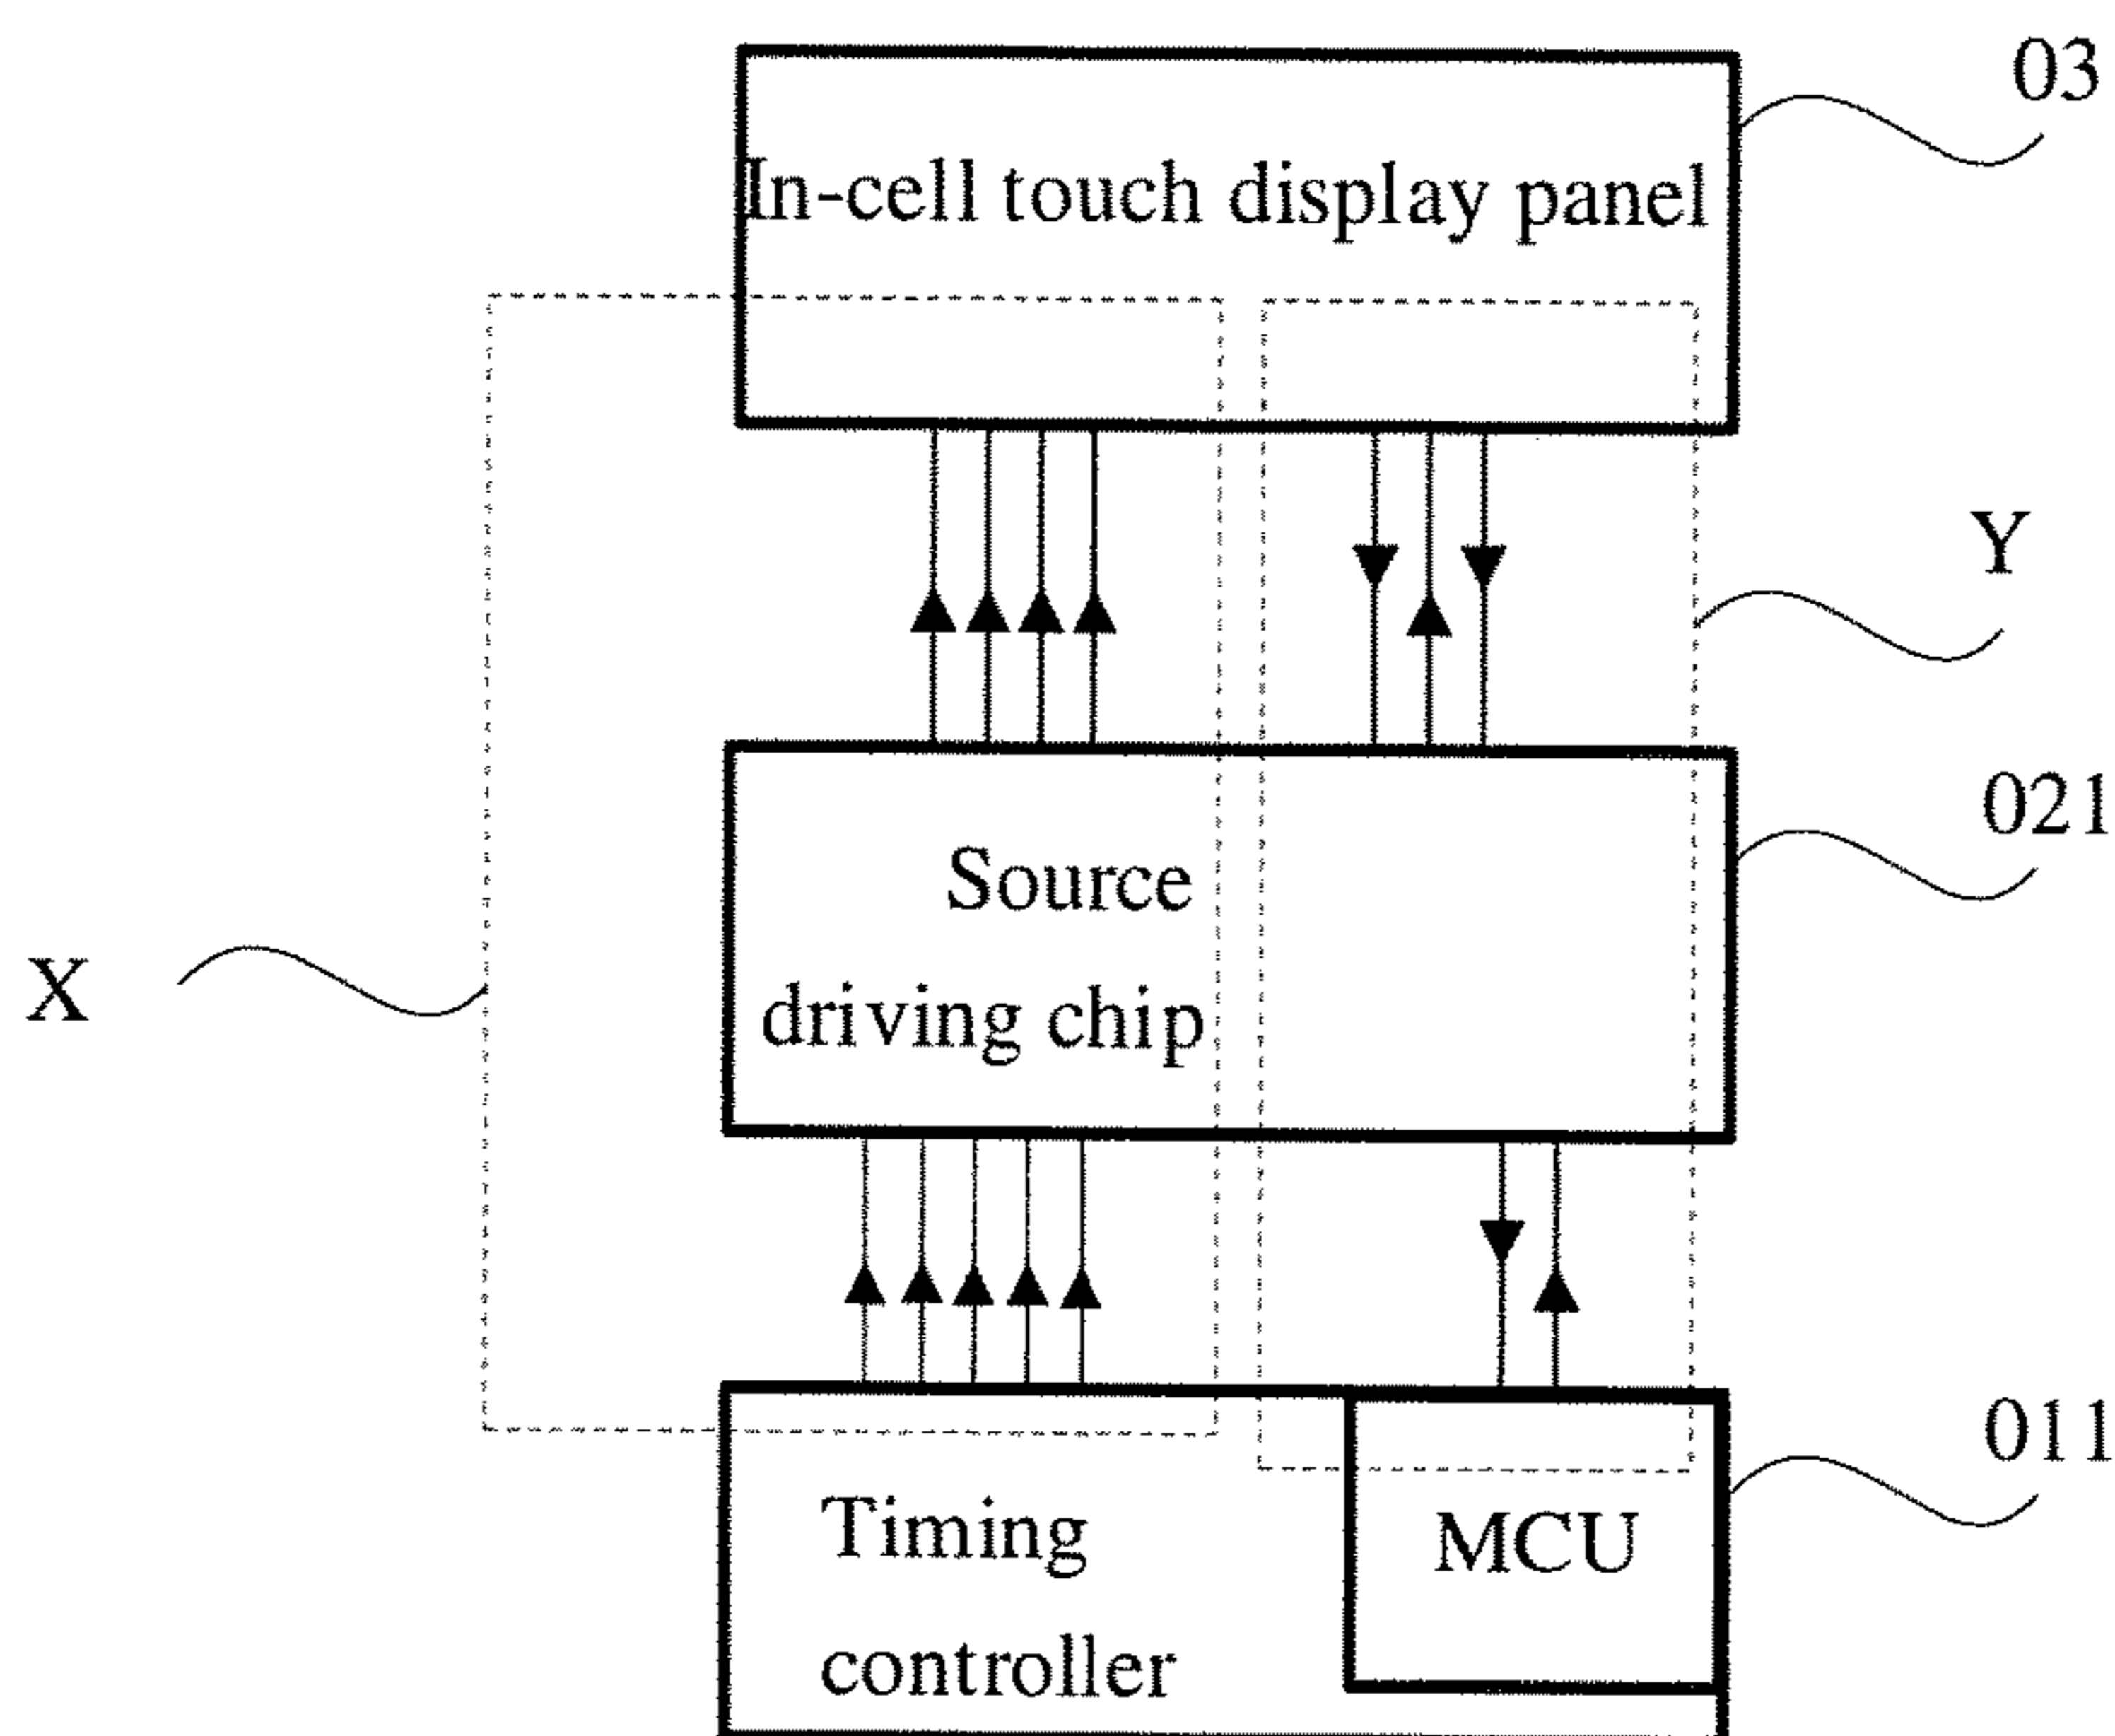 03
In-cell touch display panel
Y
021
Source
driving chip
X
011
Timing
MCU
controller